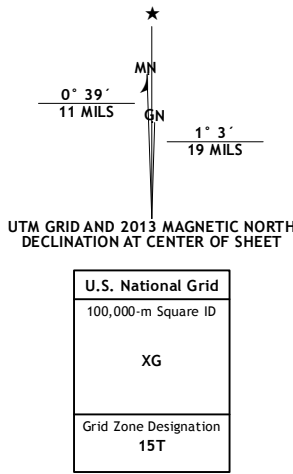 ★
MN
0° 39´
11 MILS
GN
1° 3´
19 MILS
UTM GRID AND 2013 MAGNETIC NORTH
DECLINATION AT CENTER OF SHEET
U.S. National Grid
100,000-m Square ID
XG
Grid Zone Designation
15T